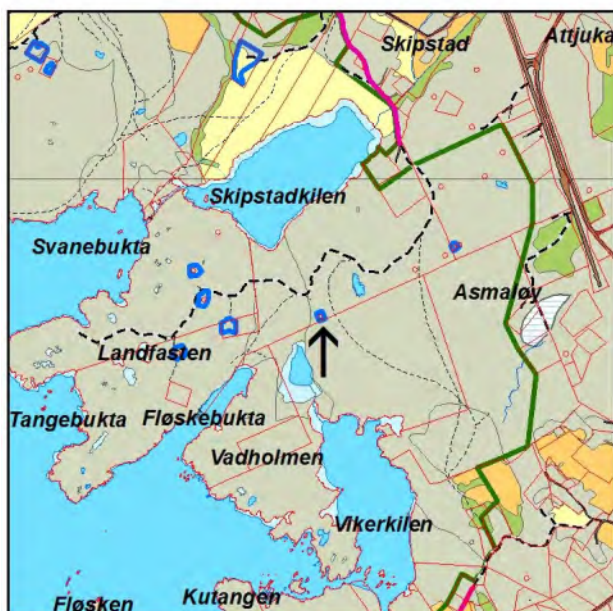 Skipstad
Attjuka
Skipstadkilen
Svanebukta
Asmaløy
Landfasten
Tangebukta
Fløskebukta
Vadholmen
Vikerkilen
Fløsken
Kutangen